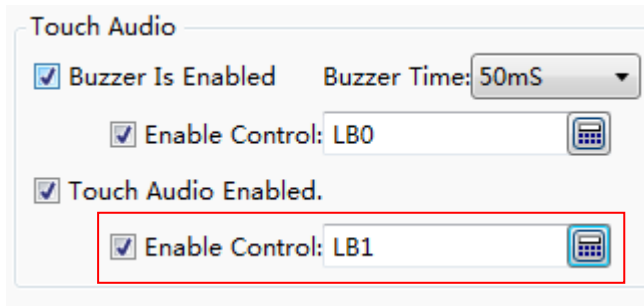 Touch Audio
Buzzer Is Enabled Buzzer Time: 50mS
Enable Control: LB0
Touch Audio Enabled.
Enable Control: LB1